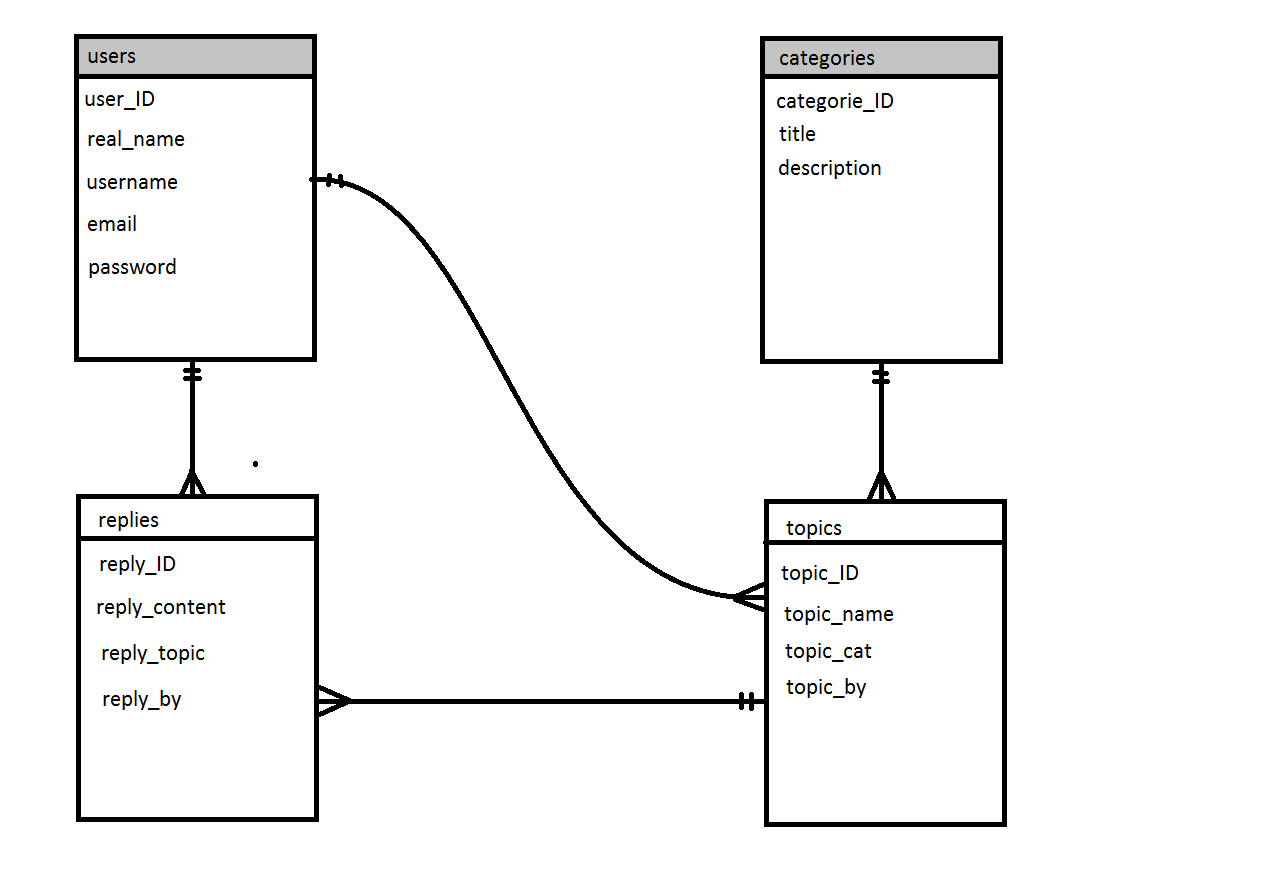 users
user_ID
real_name
username
email
password
categories
categorie_ID
title
description
replies
reply_ID
reply_content
reply_topic
reply_by
topics
topic_ID
topic_name
topic_cat
topic_by